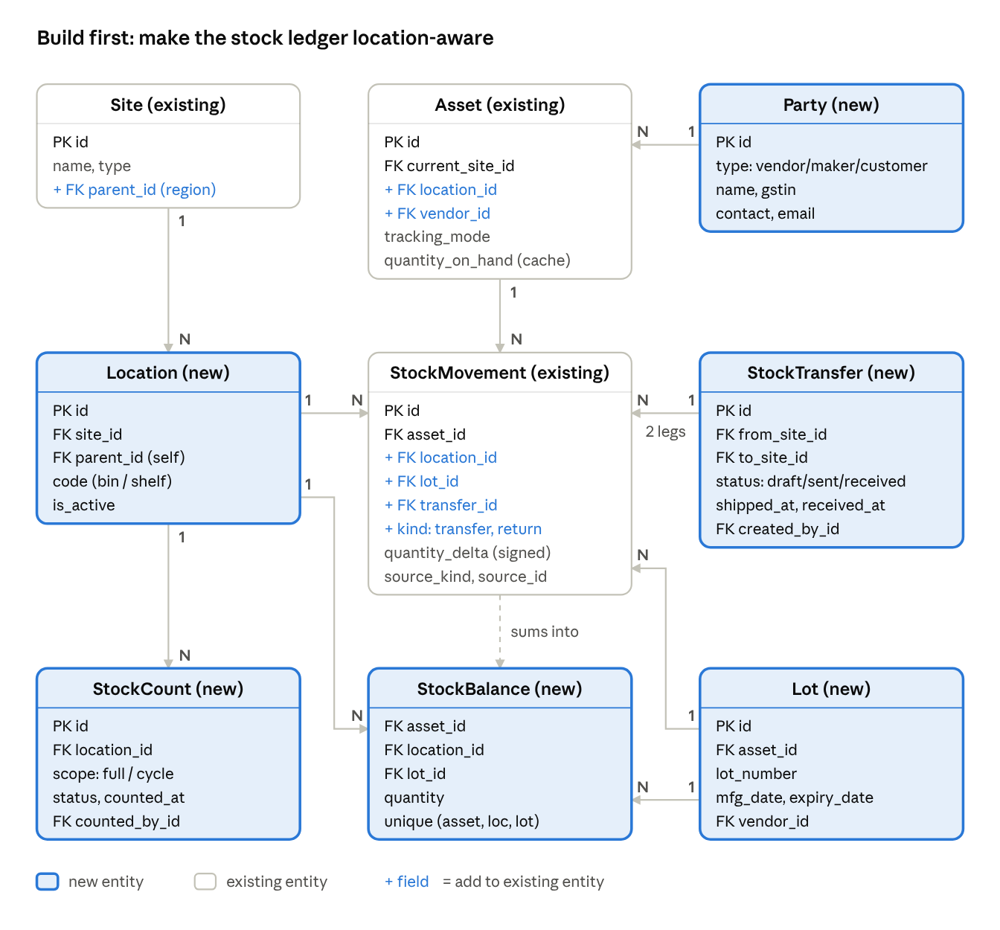 Build first: make the stock ledger location-aware
Site (existing)
PK id
name, type
+ FK parent_id (region)
1
N
Asset (existing)
PK id
FK current_site_id
+ FK location_id
+ FK vendor_id
tracking_mode
quantity_on_hand (cache)
N
1
1
N
Party (new)
PK id
type: vendor/maker/customer
name, gstin
contact, email
Location (new)
PK id
FK site_id
FK parent_id (self)
code (bin / shelf)
is_active
1
N
1
1
N
StockMovement (existing)
PK id
FK asset_id
+ FK location_id
+ FK lot_id
+ FK transfer_id
+ kind: transfer, return
quantity_delta (signed)
source_kind, source_id
N
1
2 legs
N
sums into
StockTransfer (new)
PK id
FK from_site_id
FK to_site_id
status: draft/sent/received
shipped_at, received_at
FK created_by_id
StockCount (new)
PK id
FK location_id
scope: full / cycle
status, counted_at
FK counted_by_id
N
StockBalance (new)
FK asset_id
FK location_id
FK lot_id
quantity
unique (asset, loc, lot)
1
N
1
Lot (new)
PK id
FK asset_id
lot_number
mfg_date, expiry_date
FK vendor_id
new entity
existing entity
+ field = add to existing entity